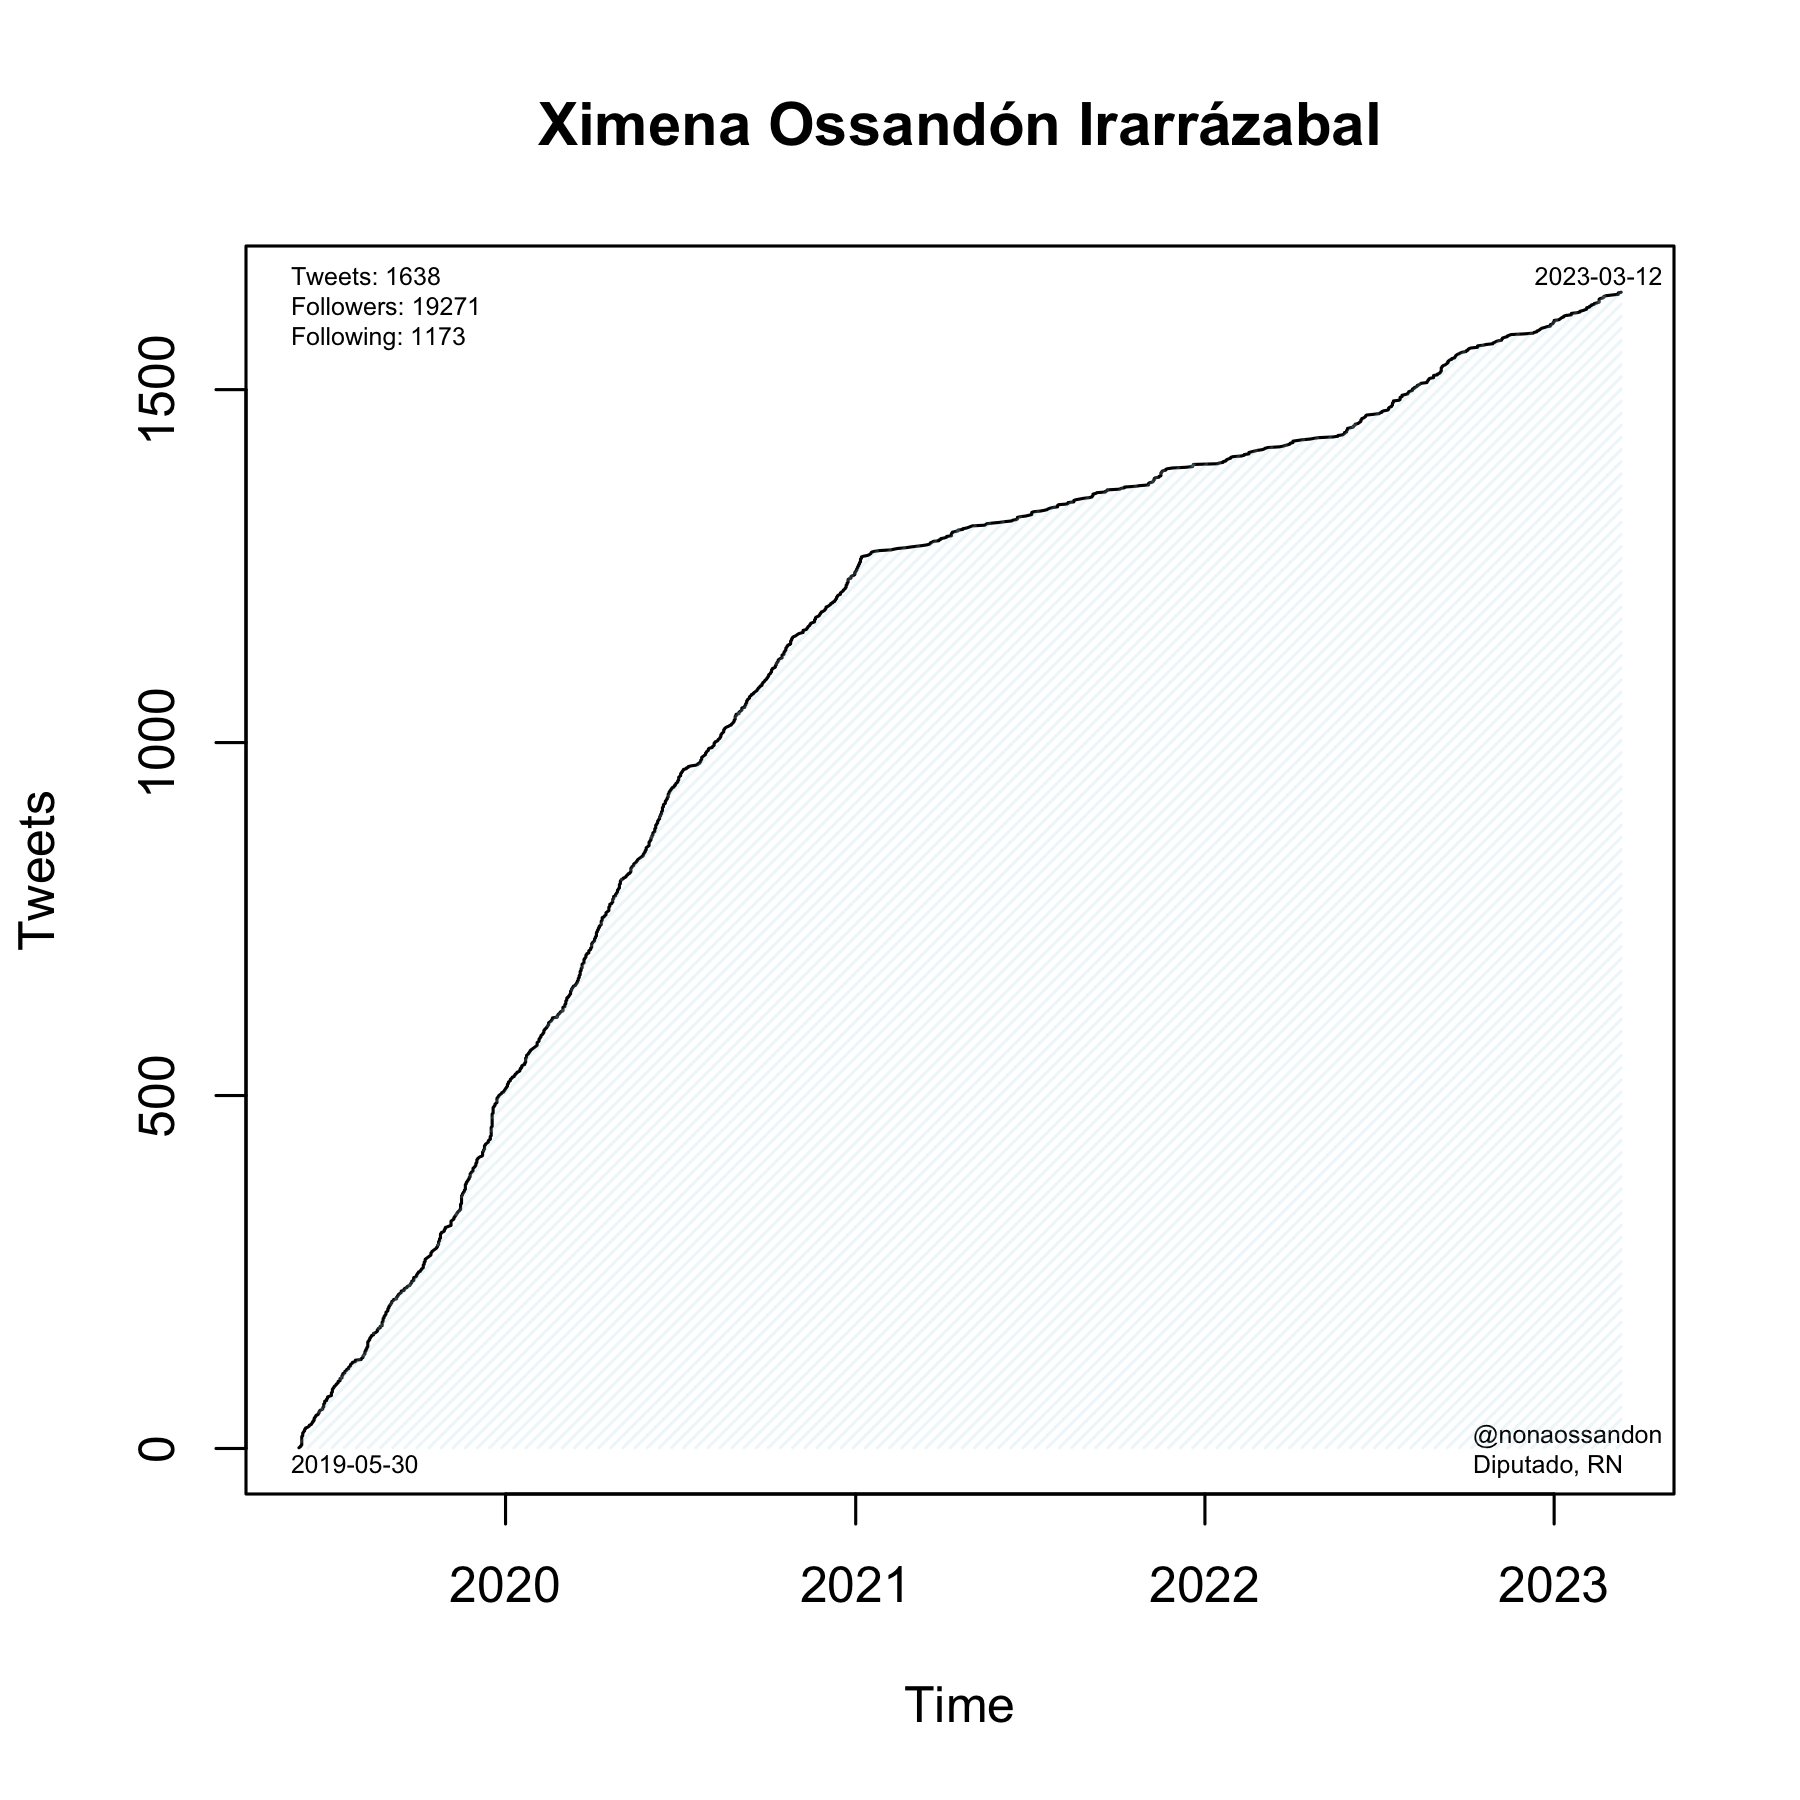 Ximena Ossandón Irarrázabal
Tweets: 1638
Followers: 19271
Following: 1173
2023-03-12
1500
1000
500
0
Tweets
@nonaossandon
Diputado, RN
2019-05-30
2020
2021
2022
2023
Time